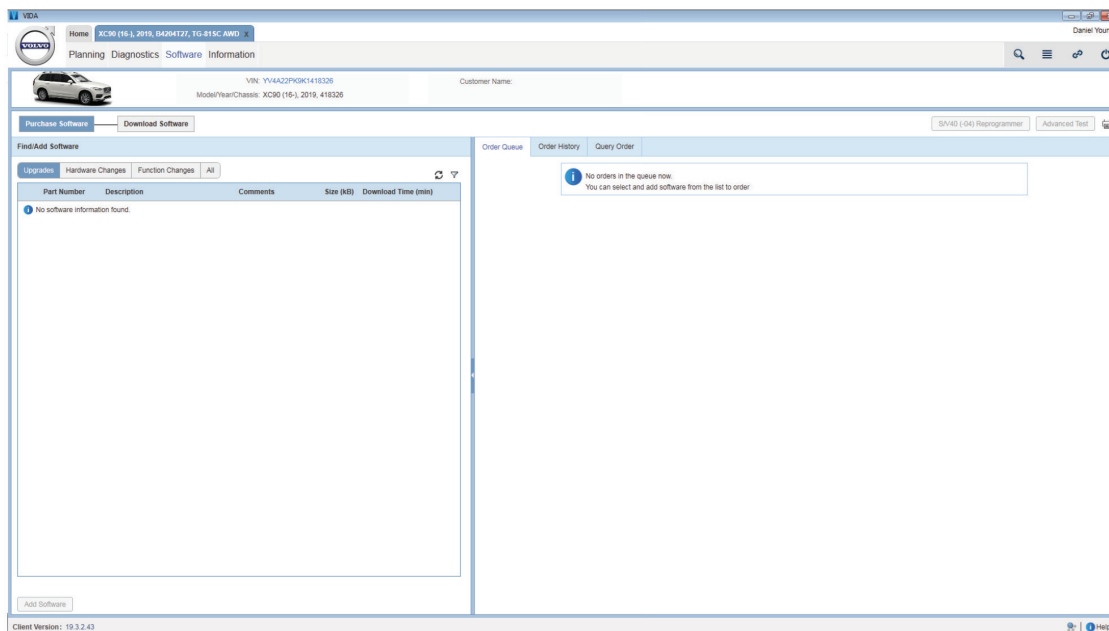 VIDA
Home XC90 (16-), 2019, B4204T27, TG-81SC AWD X
VOLVO
Planning Diagnostics Software Information
VIN: YV4A22PK9K1418326
Customer Name:
Model/Year/Chassis: XC90 (16-), 2019, 418326
Purchase Software Download Software
S/V40 (-04) Reprogrammer Advanced Test
Find/Add Software
Order Queue Order History Query Order
Upgrades Hardware Changes Function Changes All
No orders in the queue now.
You can select and add software from the list to order
Part Number Description Comments Size (kB) Download Time (min)
No software information found.
Add Software
Client Version: 19.3.2.43
Help